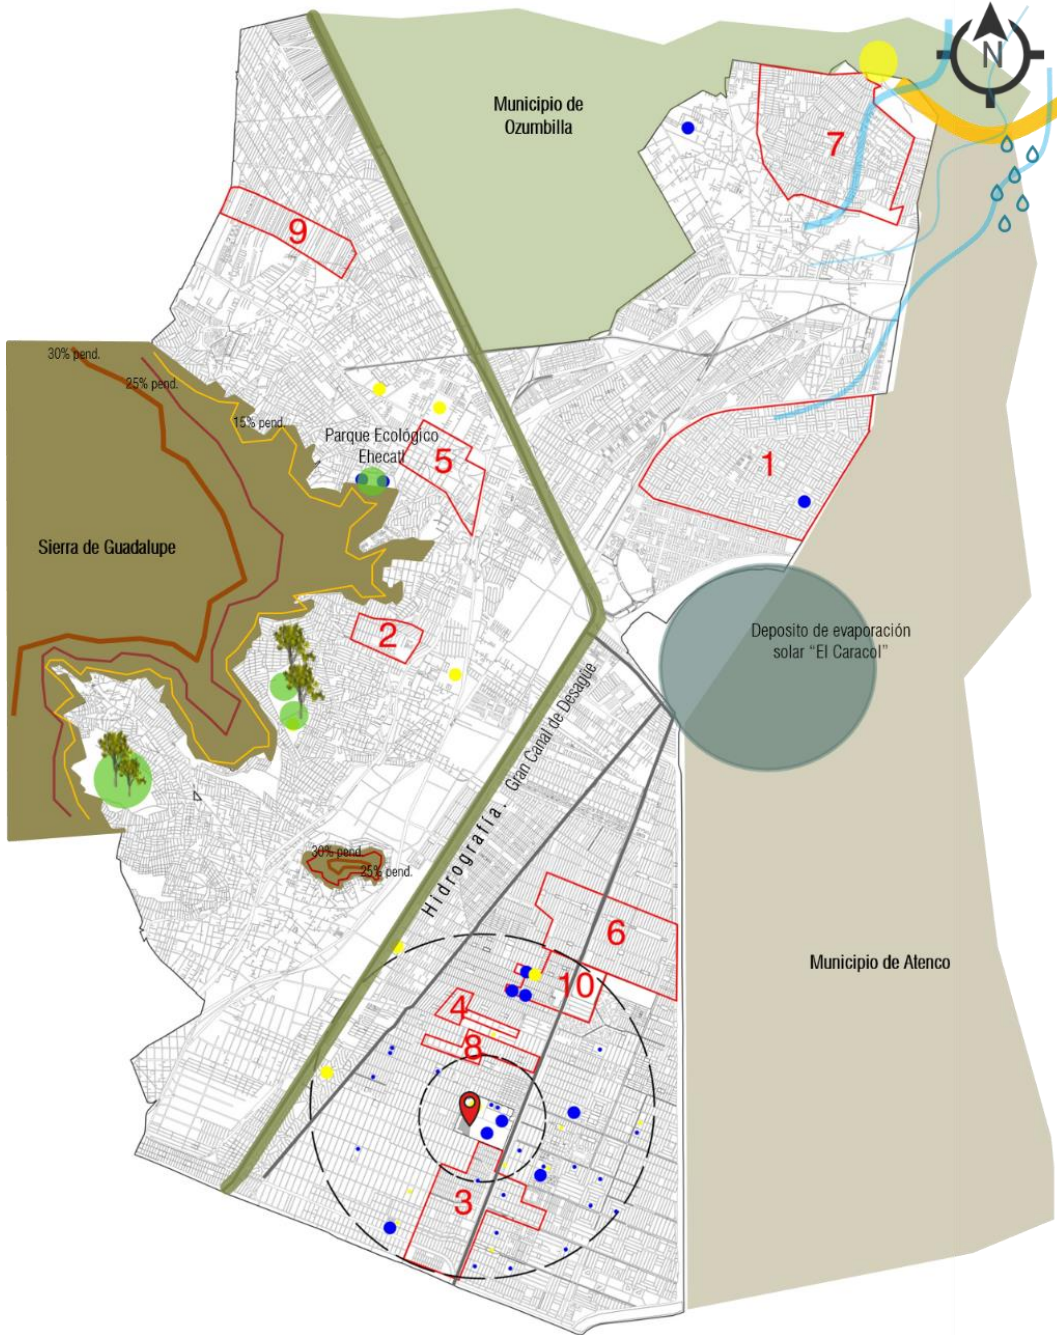 N
Municipio de
Ozumbilla
7
9
30% pend.
25% pend.
15% pend.
Parque Ecológico
Ehecatl
5
1
Sierra de Guadalupe
2
Deposito de evaporación
solar "El Caracol"
Hidrografía. Gran Canal de Desagüe
30% pend.
25% pend.
6
Municipio de Atenco
10
4
8
3